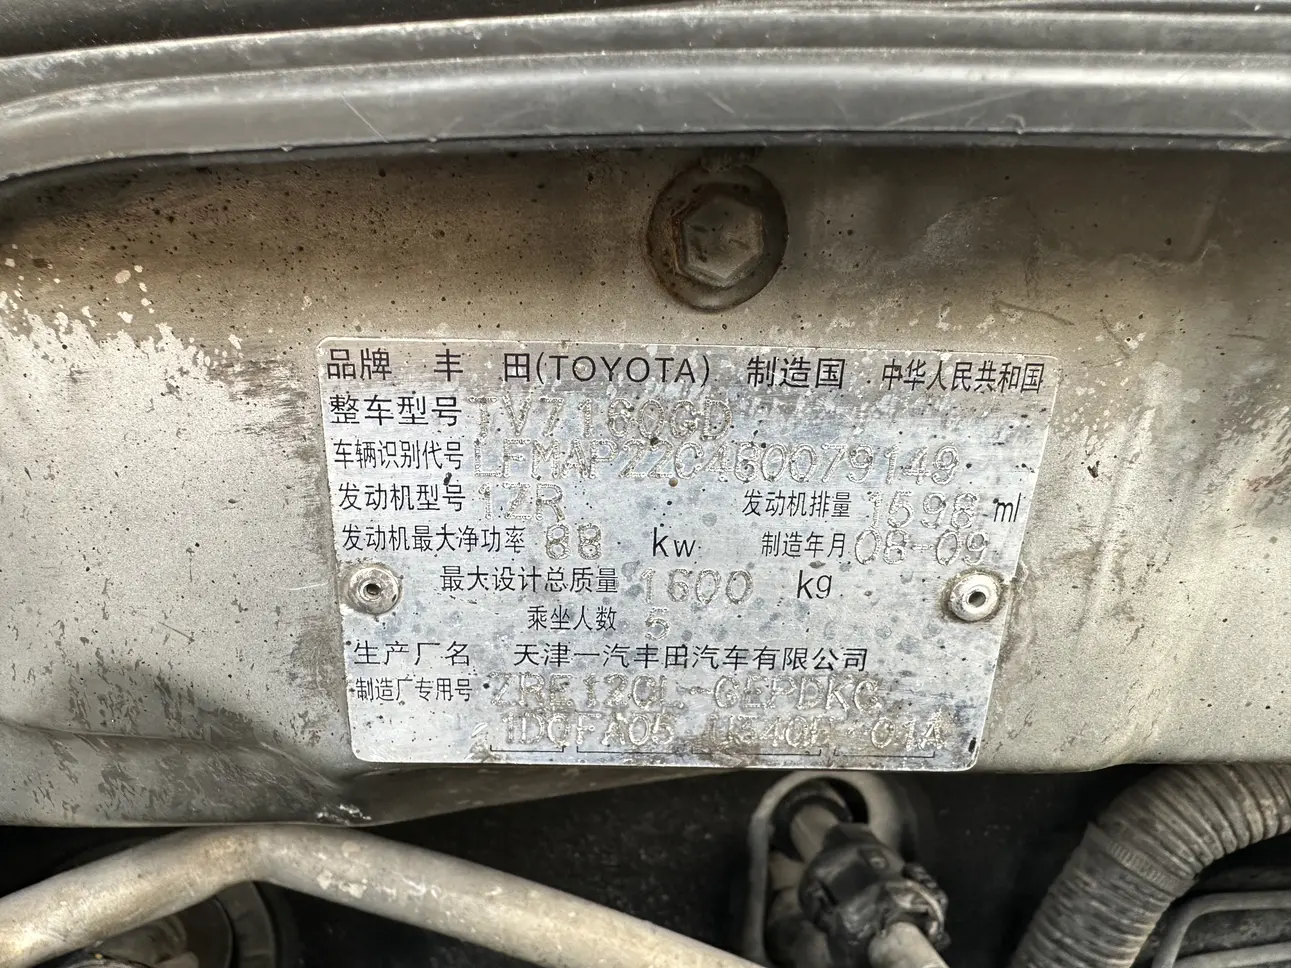 品牌 丰 田(TOYOTA) 制造国 中华人民共和国
整车型号 TV7160GD
车辆识别代号 LFMAP22C460079149
发动机型号 1ZR 发动机排量 1598 ml
发动机最大净功率 88 kw 制造年月 08-09
最大设计总质量 1600 kg
乘坐人数 5
生产厂名 天津一汽丰田汽车有限公司
制造厂专用号 ZRE120L-GEPDKC